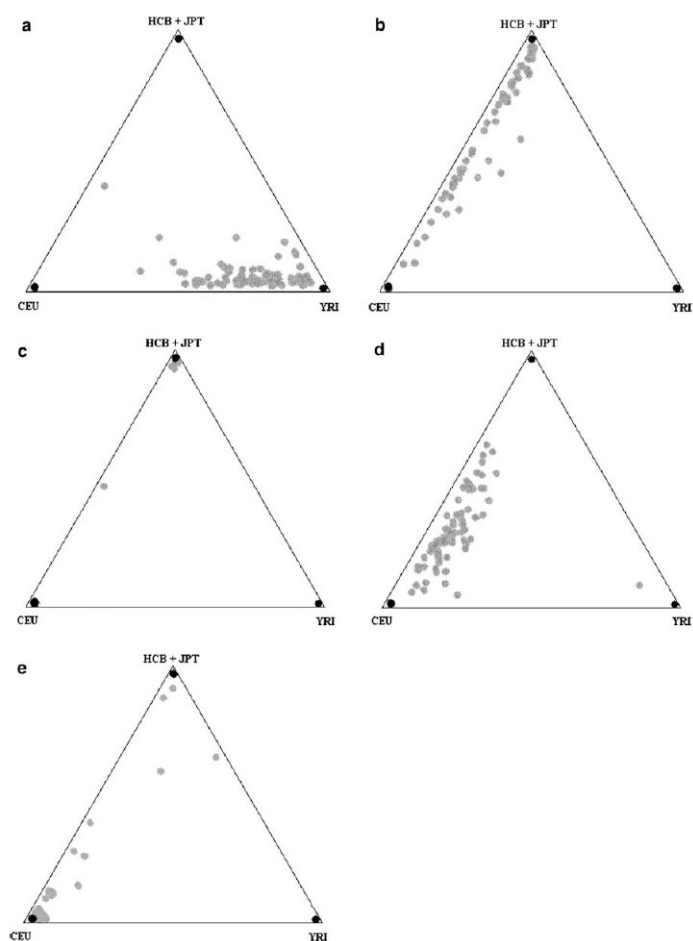 a
HCB + JPT
CEU
YRI
b
HCB + JPT
CEU
YRI
c
HCB + JPT
CEU
YRI
d
HCB + JPT
CEU
YRI
e
HCB + JPT
CEU
YRI